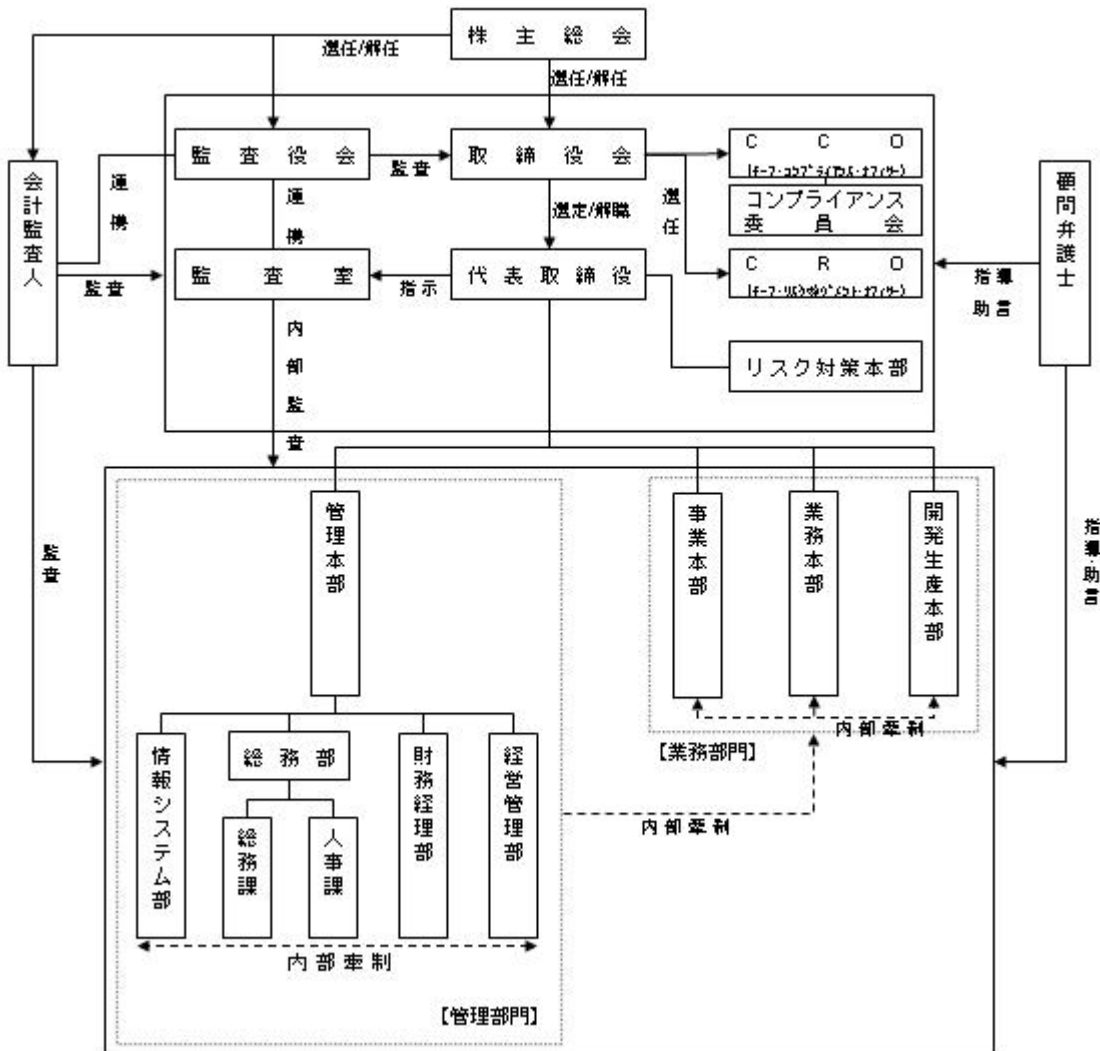 株主総会
選任/解任
選任/解任
監査役会
監査
取締役会
CCO
(チーフ・コンプライアンス・オフィサー)
コンプライアンス
委員会
選任
連携
連携
選定/解職
会計監査人
顧問弁護士
監査
監査室
指示
代表取締役
CRO
(チーフ・リスクマネジメント・オフィサー)
指導
助言
内部監査
リスク対策本部
監査
管理本部
事業本部
業務本部
開発生産本部
指導・助言
内部牽制
【業務部門】
情報システム部
総務部
総務課
人事課
財務経理部
経営管理部
内部牽制
内部牽制
【管理部門】